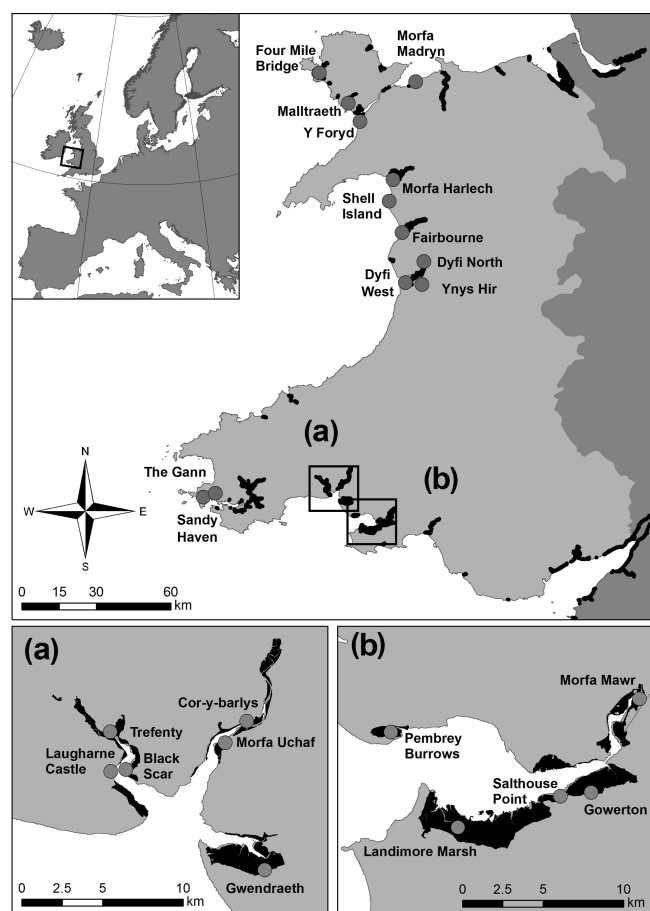 Morfa
Madryn
Four Mile
Bridge
Malltraeth
Y Foryd
Morfa Harlech
Shell
Island
Fairbourne
Dyfi North
Dyfi
West
Ynys Hir
(a)
(b)
The Gann
Sandy
Haven
N
W
E
S
0 15 30 60
km
(a)
Cor-y-barlys
Trefenty
Morfa Uchaf
Laugharne
Castle
Black
Scar
Gwendraeth
0 2.5 5 10
km
(b)
Morfa Mawr
Pembrey
Burrows
Salthouse
Point
Gowerton
Landimore Marsh
0 2.5 5 10
km